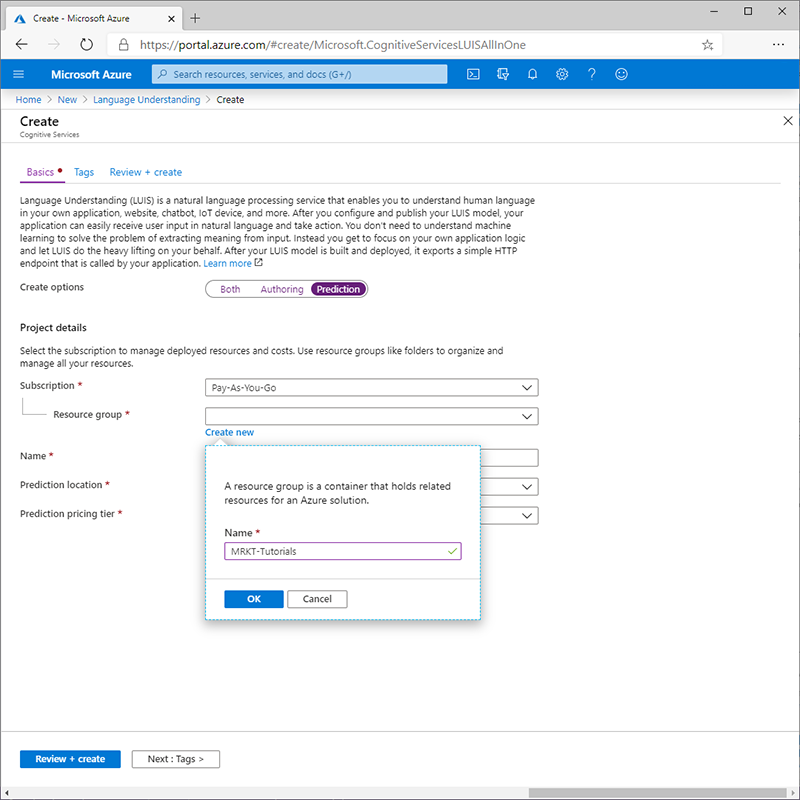 Create - Microsoft Azure
https://portal.azure.com/#create/Microsoft.CognitiveServicesLUISAllInOne
Microsoft Azure
Search resources, services, and docs (G+/)
Home > New > Language Understanding > Create
Create
Cognitive Services
Basics
Tags
Review + create
Language Understanding (LUIS) is a natural language processing service that enables you to understand human language
in your own application, website, chatbot, IoT device, and more. After you configure and publish your LUIS model, your
application can easily receive user input in natural language and take action. You don't need to understand machine
learning to solve the problem of extracting meaning from input. Instead you get to focus on your own application logic
and let LUIS do the heavy lifting on your behalf. After your LUIS model is built and deployed, it exports a simple HTTP
endpoint that is called by your application. Learn more
Create options
Both
Authoring
Prediction
Project details
Select the subscription to manage deployed resources and costs. Use resource groups like folders to organize and
manage all your resources.
Subscription *
Pay-As-You-Go
Resource group *
Create new
Name *
Prediction location *
Prediction pricing tier *
A resource group is a container that holds related
resources for an Azure solution.
Name *
MRKT-Tutorials
OK
Cancel
Review + create
Next : Tags >